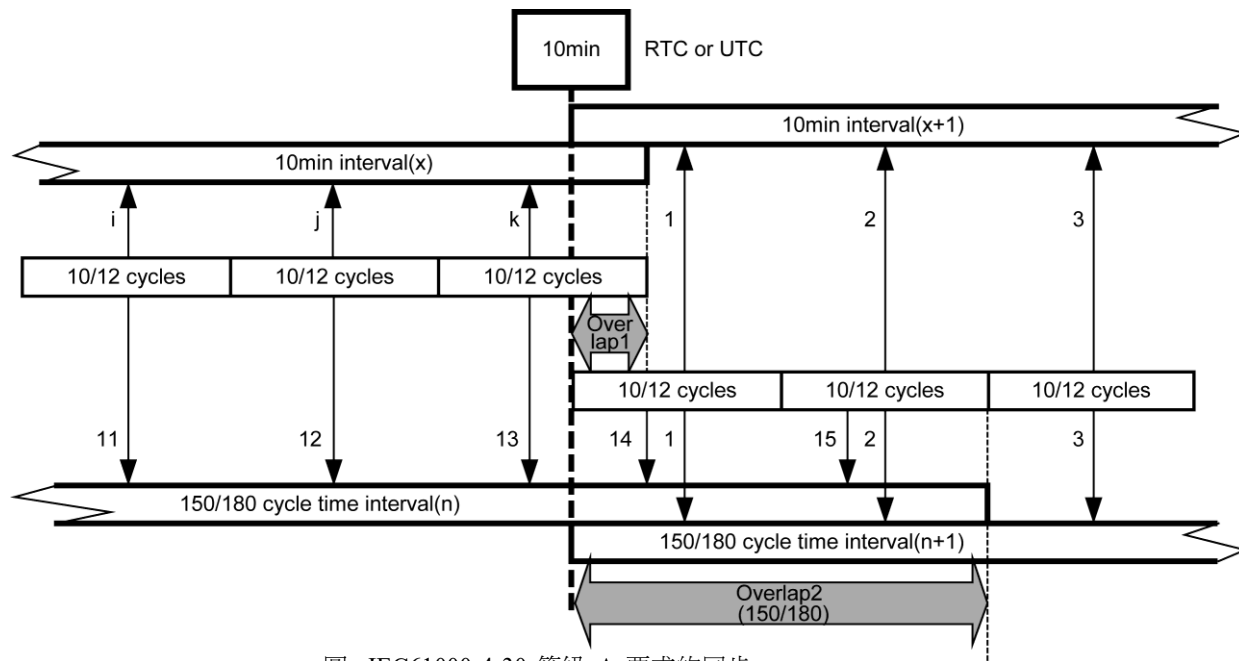 10min RTC or UTC
10min interval(x+1)
10min interval(x)
i j k 1 2 3
10/12 cycles 10/12 cycles 10/12 cycles
Over
lap1
10/12 cycles 10/12 cycles 10/12 cycles
11 12 13 14 1 15 2 3
150/180 cycle time interval(n)
150/180 cycle time interval(n+1)
Overlap2
(150/180)